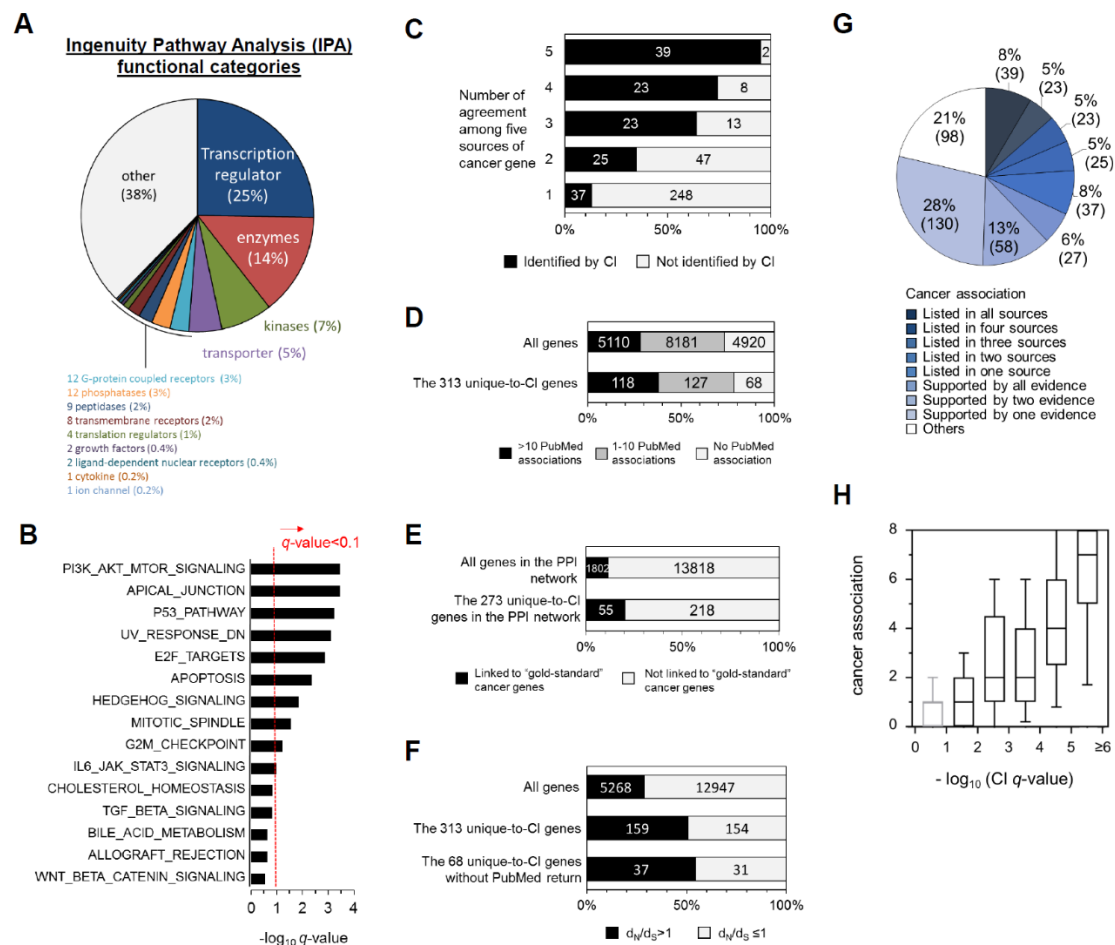 A
Ingenuity Pathway Analysis (IPA)
functional categories
Transcription
regulator
(25%)
other
(38%)
enzymes
(14%)
kinases (7%)
transporter (5%)
12 G-protein coupled receptors (3%)
12 phosphatases (3%)
9 peptidases (2%)
8 transmembrane receptors (2%)
4 translation regulators (1%)
2 growth factors (0.4%)
2 ligand-dependent nuclear receptors (0.4%)
1 cytokine (0.2%)
1 ion channel (0.2%)
B
q-value<0.1
PI3K_AKT_MTOR_SIGNALING
APICAL_JUNCTION
P53_PATHWAY
UV_RESPONSE_DN
E2F_TARGETS
APOPTOSIS
HEDGEHOG_SIGNALING
MITOTIC_SPINDLE
G2M_CHECKPOINT
IL6_JAK_STAT3_SIGNALING
CHOLESTEROL_HOMEOSTASIS
TGF_BETA_SIGNALING
BILE_ACID_METABOLISM
ALLOGRAFT_REJECTION
WNT_BETA_CATENIN_SIGNALING
0 1 2 3 4
-log10 q-value
C
Number of
agreement
among five
sources of
cancer gene
5 39 2
4 23 8
3 23 13
2 25 47
1 37 248
0% 50% 100%
Identified by CI Not identified by CI
D
All genes 5110 8181 4920
The 313 unique-to-CI genes 118 127 68
0% 50% 100%
>10 PubMed
associations
1-10 PubMed
associations
No PubMed
association
E
All genes in the PPI
network
1802 13818
The 273 unique-to-CI
genes in the PPI network
55 218
0% 50% 100%
Linked to “gold-standard”
cancer genes
Not linked to “gold-standard”
cancer genes
F
All genes 5268 12947
The 313 unique-to-CI genes 159 154
The 68 unique-to-CI genes
without PubMed return
37 31
0% 50% 100%
dN/dS>1 dN/dS ≤1
G
8%
(39)
5%
(23)
5%
(23)
5%
(25)
8%
(37)
6%
(27)
13%
(58)
28%
(130)
21%
(98)
Cancer association
Listed in all sources
Listed in four sources
Listed in three sources
Listed in two sources
Listed in one source
Supported by all evidence
Supported by two evidence
Supported by one evidence
Others
H
cancer association
8
6
4
2
0
0 1 2 3 4 5 ≥6
- log10 (CI q-value)